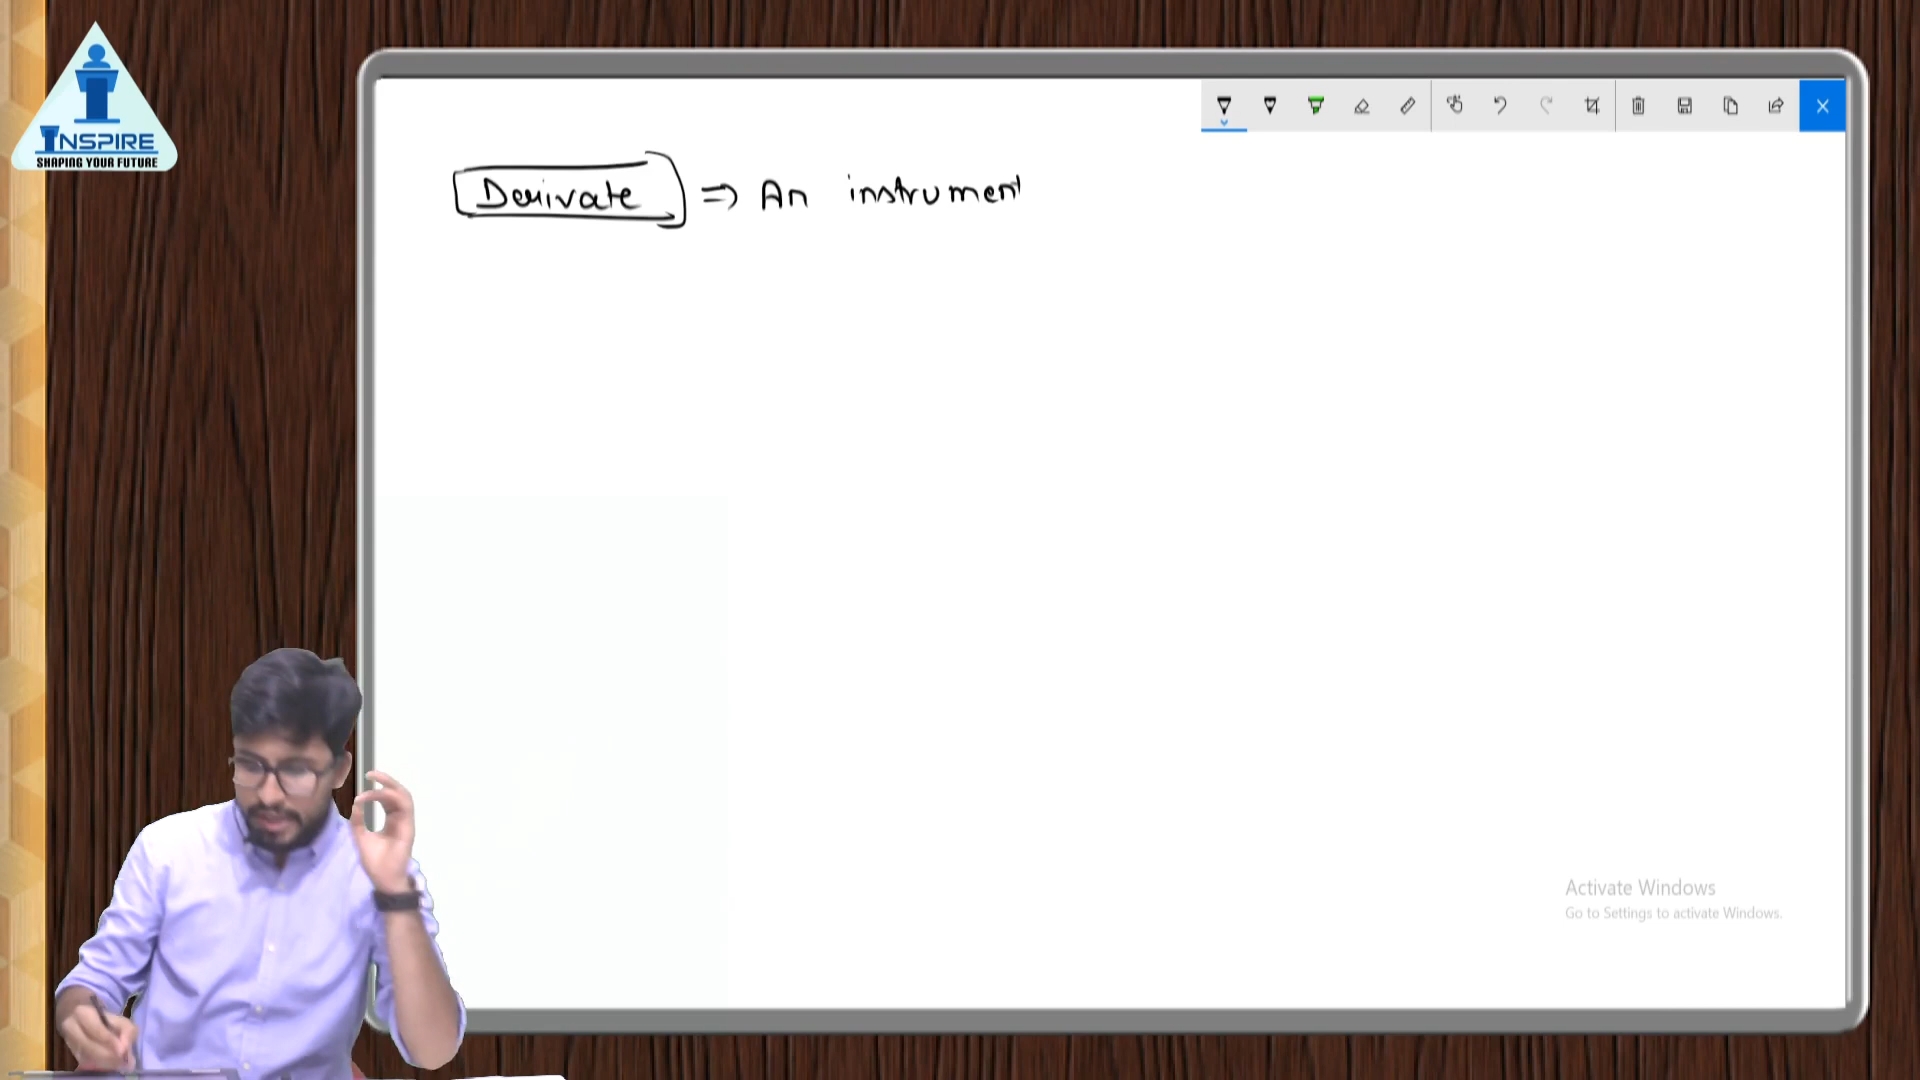 INSPIRE
SHAPING YOUR FUTURE
Derivate ⇒ An instrument
Activate Windows
Go to Settings to activate Windows.